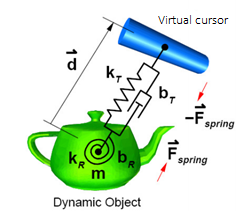 Virtual cursor
d
k_T
b_T
-F_spring
F_spring
k_R b_R
m
Dynamic Object